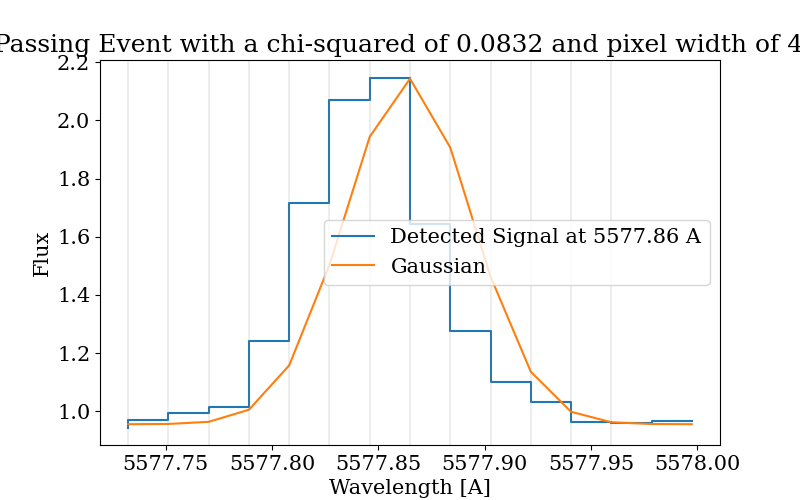 Passing Event with a chi-squared of 0.0832 and pixel width of 4
2.2
2.0
1.8
1.6
1.4
1.2
1.0
Flux
Detected Signal at 5577.86 A
Gaussian
5577.75 5577.80 5577.85 5577.90 5577.95 5578.00
Wavelength [A]